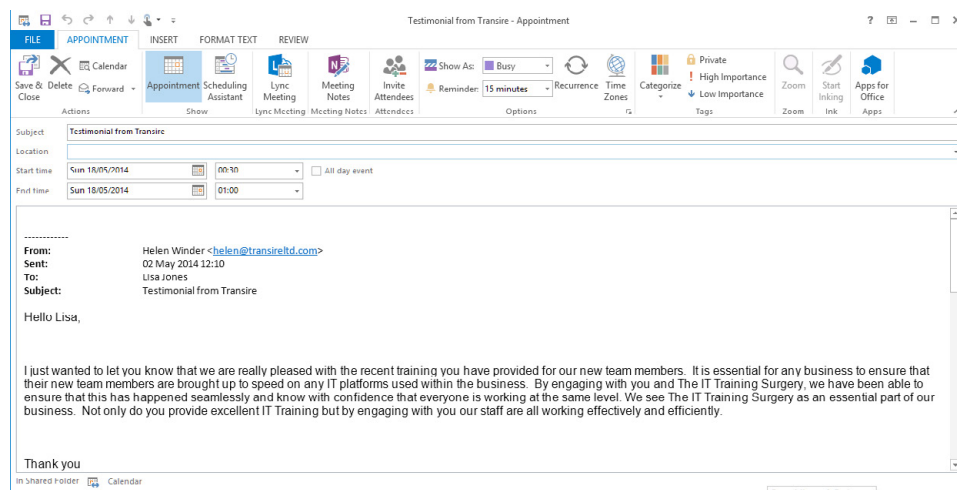 Testimonial from Transire - Appointment
FILE APPOINTMENT INSERT FORMAT TEXT REVIEW
Save & Close
Delete
Calendar
Forward
Actions
Appointment
Scheduling Assistant
Show
Lync Meeting
Lync Meeting
Meeting Notes
Meeting Notes
Invite Attendees
Attendees
Show As: Busy
Reminder: 15 minutes
Recurrence
Time Zones
Options
Categorize
Private
High Importance
Low Importance
Tags
Zoom
Zoom
Start Inking
Ink
Apps for Office
Apps
Subject Testimonial from Transire
Location
Start time Sun 18/05/2014 00:30 All day event
End time Sun 18/05/2014 01:00
------------
From: Helen Winder <helen@transireltd.com>
Sent: 02 May 2014 12:10
To: Lisa Jones
Subject: Testimonial from Transire
Hello Lisa,
I just wanted to let you know that we are really pleased with the recent training you have provided for our new team members. It is essential for any business to ensure that
their new team members are brought up to speed on any IT platforms used within the business. By engaging with you and The IT Training Surgery, we have been able to
ensure that this has happened seamlessly and know with confidence that everyone is working at the same level. We see The IT Training Surgery as an essential part of our
business. Not only do you provide excellent IT Training but by engaging with you our staff are all working effectively and efficiently.
Thank you
In Shared Folder Calendar